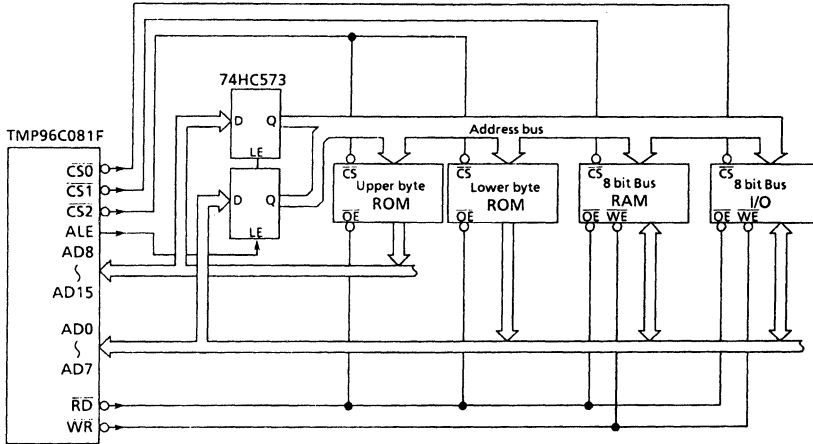 74HC573
TMP96C081F
D Q
LE
D Q
LE
Address bus
CS0
CS1
CS2
ALE
AD8
~
AD15
AD0
~
AD7
RD
WR
CS
Upper byte
ROM
OE
CS
Lower byte
ROM
OE
CS
8 bit Bus
RAM
OE WE
CS
8 bit Bus
I/O
OE WE